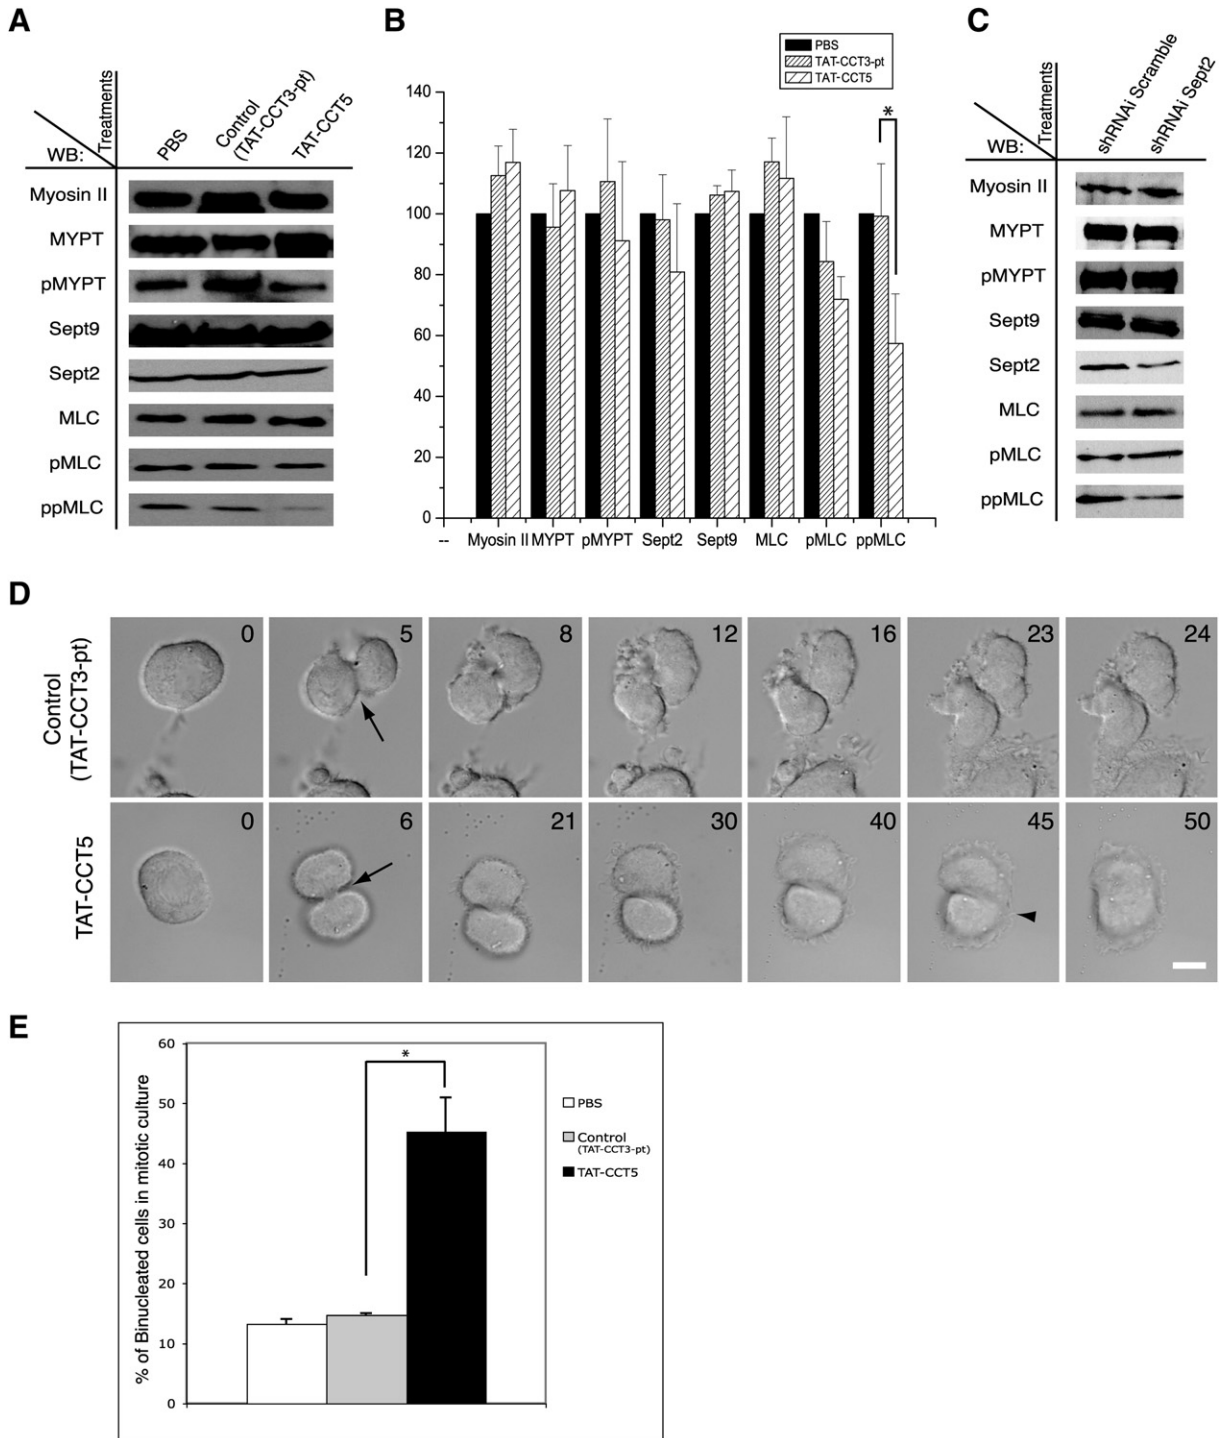 A
Treatments
WB:
PBS
Control
(TAT-CCT3-pt)
TAT-CCT5
Myosin II
MYPT
pMYPT
Sept9
Sept2
MLC
pMLC
ppMLC
B
PBS
TAT-CCT3-pt
TAT-CCT5
140
120
100
80
60
40
20
0
*
--
Myosin II MYPT pMYPT Sept2 Sept9 MLC pMLC ppMLC
C
Treatments
WB:
shRNAi Scramble
shRNAi Sept2
Myosin II
MYPT
pMYPT
Sept9
Sept2
MLC
pMLC
ppMLC
D
Control
(TAT-CCT3-pt)
0 5 8 12 16 23 24
TAT-CCT5
0 6 21 30 40 45 50
E
% of Binucleated cells in mitotic culture
60
50
40
30
20
10
0
*
PBS
Control
(TAT-CCT3-pt)
TAT-CCT5